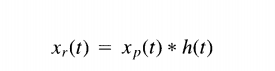 x_r(t) = x_p(t) * h(t)